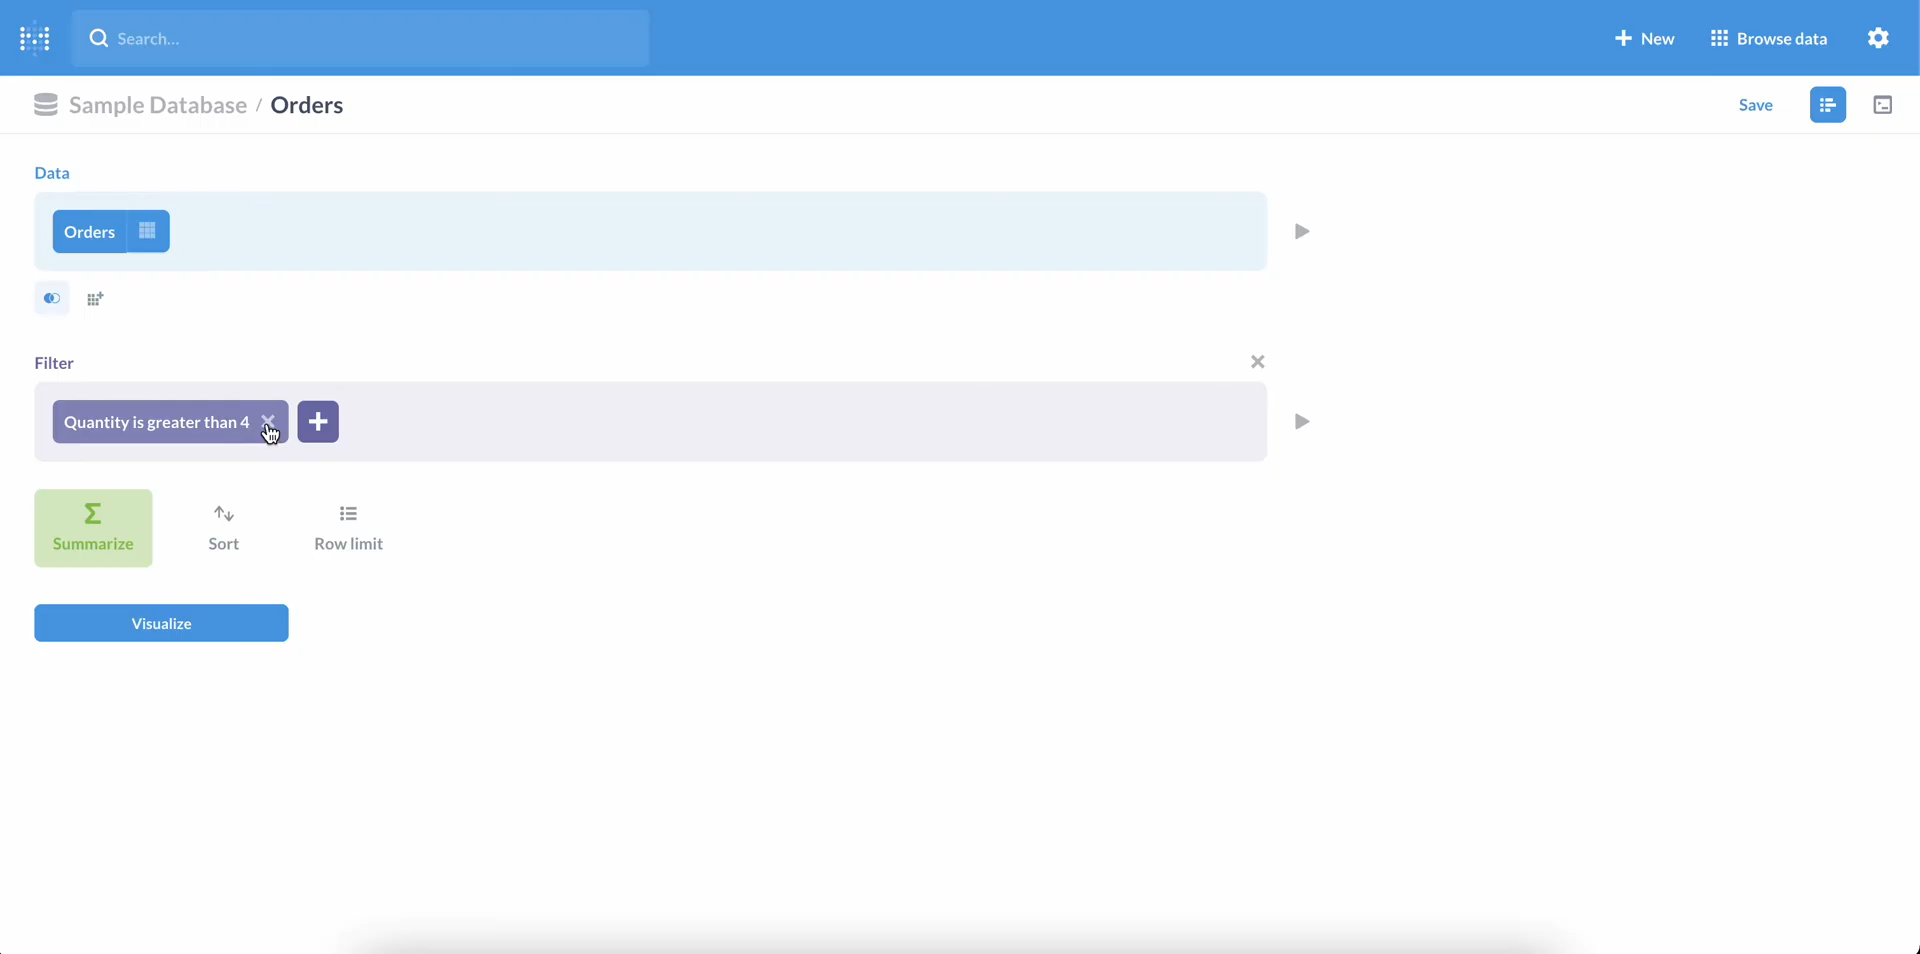 Search...
New
Browse data
Sample Database / Orders
Save
Data
Orders
Filter
Quantity is greater than 4
Summarize
Sort
Row limit
Visualize